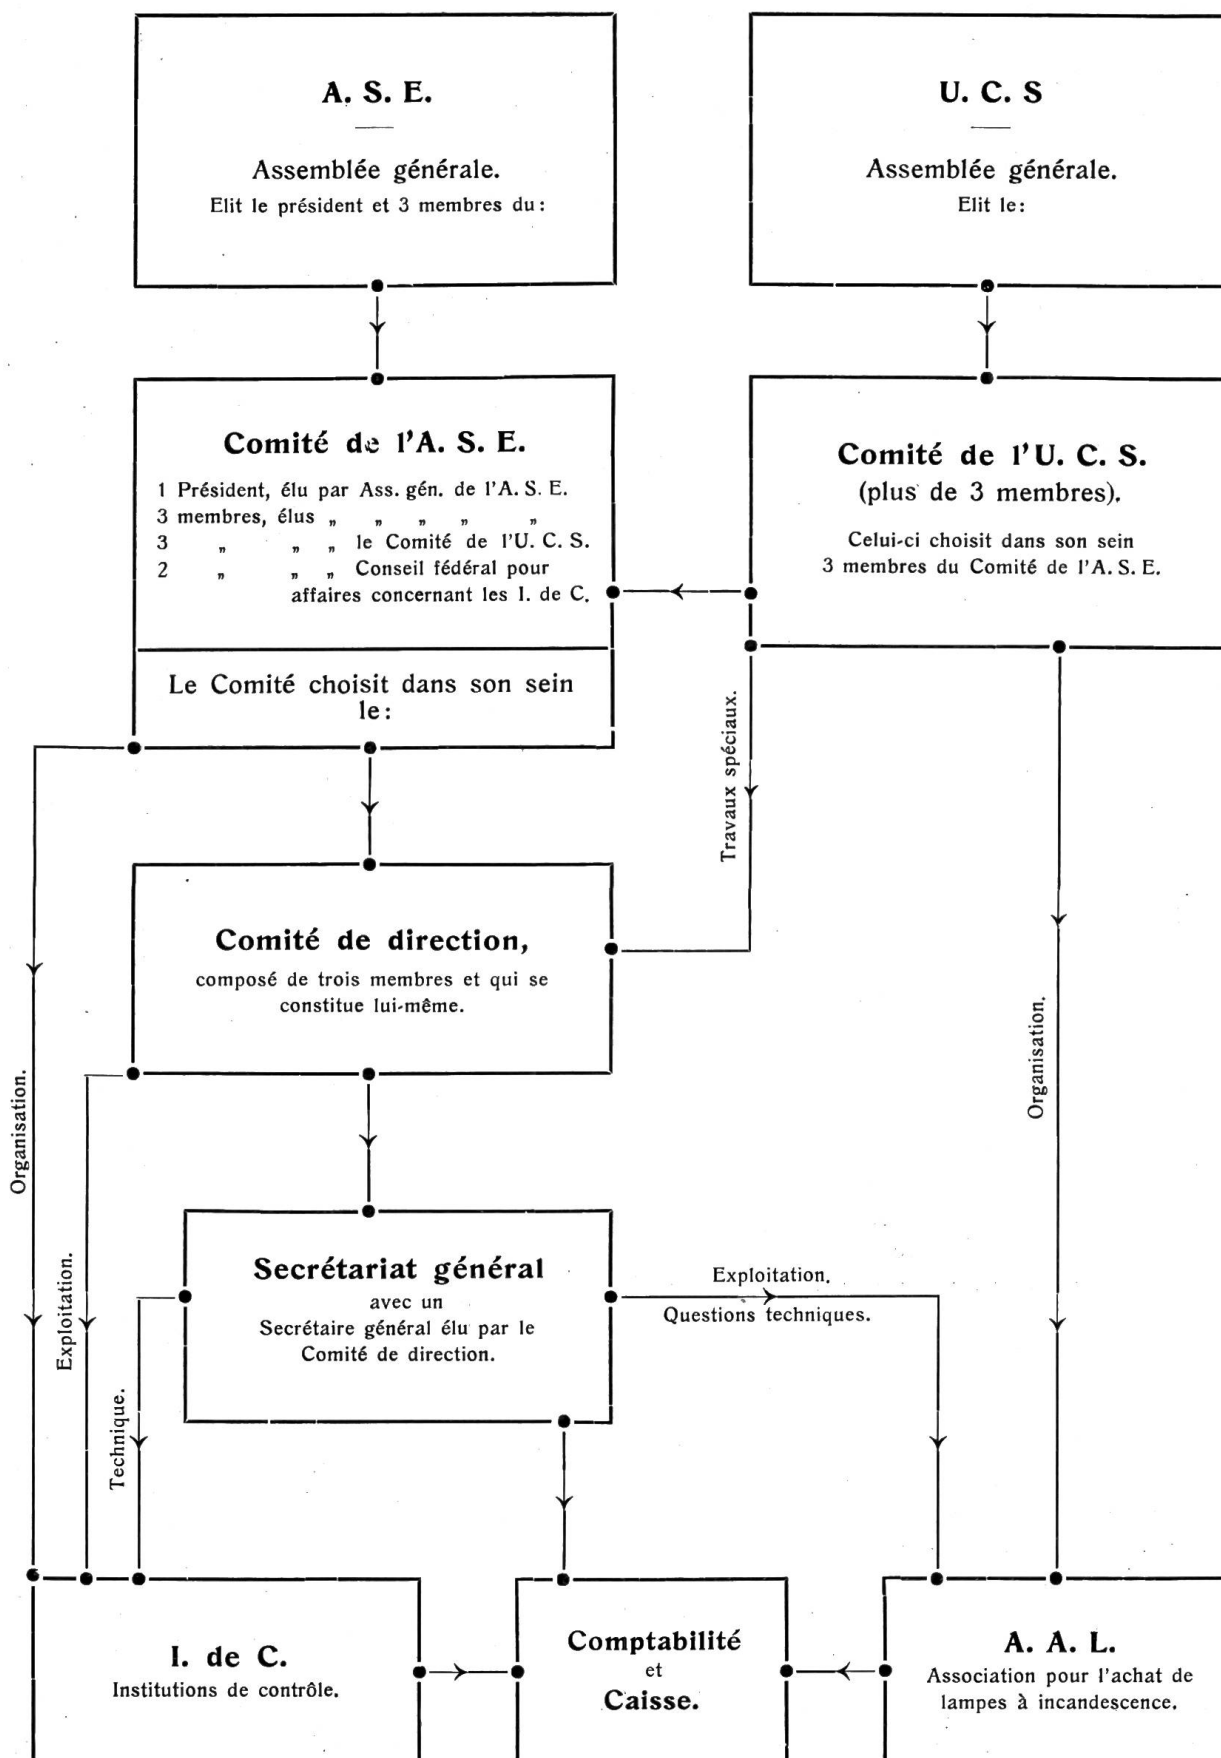 A. S. E.
Assemblée générale.
Elit le président et 3 membres du:
U. C. S
Assemblée générale.
Elit le:
Comité de l'A. S. E.
1 Président, élu par Ass. gén. de l'A. S. E.
3 membres, élus „ „ „ „ „
3 „ „ „ le Comité de l'U. C. S.
2 „ „ „ Conseil fédéral pour
affaires concernant les I. de C.
Le Comité choisit dans son sein
le:
Comité de l'U. C. S.
(plus de 3 membres).
Celui-ci choisit dans son sein
3 membres du Comité de l'A. S. E.
Travaux spéciaux.
Comité de direction,
composé de trois membres et qui se
constitue lui-même.
Organisation.
Organisation.
Exploitation.
Technique.
Secrétariat général
avec un
Secrétaire général élu par le
Comité de direction.
Exploitation.
Questions techniques.
I. de C.
Institutions de contrôle.
Comptabilité
et
Caisse.
A. A. L.
Association pour l'achat de
lampes à incandescence.